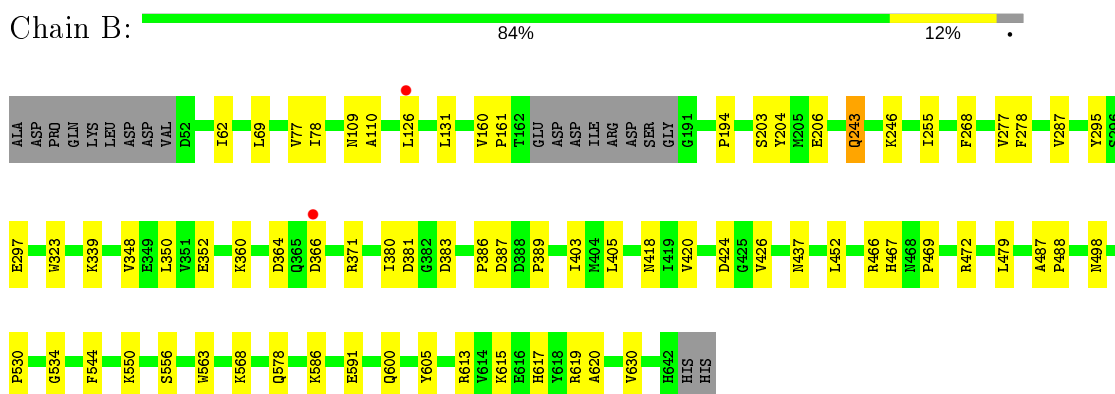 Chain B:
84% 12% •
ALA ASP PRO GLN LYS LEU ASP ASP VAL D52 I62 L69 V77 I78 N109 A110 L126 L131 V160 P161 T162 GLU ASP ASP ILE ARG ASP SER GLY G191 P194 S203 Y204 M205 E206 Q243 K246 I255 F268 V277 F278 V287 Y295 S296
E297 W323 K339 V348 E349 L350 V351 E352 K360 D364 Q365 D366 R371 I380 D381 G382 D383 P386 D387 D388 P389 I403 M404 L405 N418 I419 V420 D424 G425 V426 N437 L452 R466 H467 N468 P469 R472 L479 A487 P488 N498
P530 G534 F544 K550 S556 W563 K568 Q578 K586 E591 Q600 Y605 R613 V614 K615 E616 H617 Y618 R619 A620 V630 H642 HIS HIS